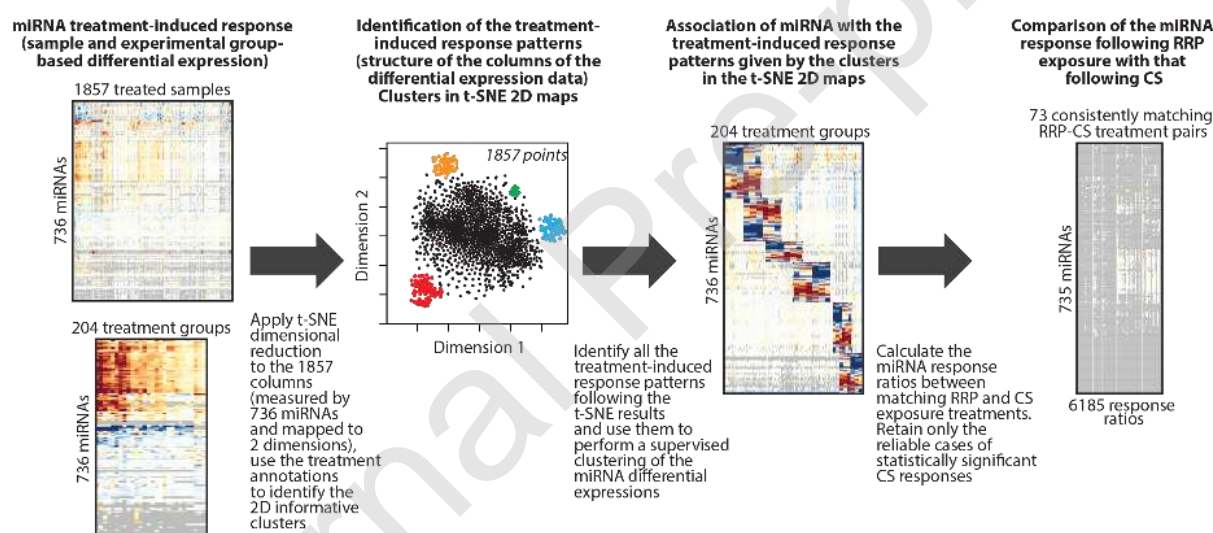 miRNA treatment-induced response
(sample and experimental group-
based differential expression)
1857 treated samples
736 miRNAs
204 treatment groups
736 miRNAs
Apply t-SNE
dimensional
reduction
to the 1857
columns
(measured by
736 miRNAs
and mapped to
2 dimensions),
use the treatment
annotations
to identify the
2D informative
clusters
Identification of the treatment-
induced response patterns
(structure of the columns of the
differential expression data)
Clusters in t-SNE 2D maps
1857 points
Dimension 2
Dimension 1
Identify all the
treatment-induced
response patterns
following the
t-SNE results
and use them to
perform a supervised
clustering of the
miRNA differential
expressions
Association of miRNA with the
treatment-induced response
patterns given by the clusters
in the t-SNE 2D maps
204 treatment groups
736 miRNAs
Calculate the
miRNA response
ratios between
matching RRP and CS
exposure treatments.
Retain only the
reliable cases of
statistically significant
CS responses
Comparison of the miRNA
response following RRP
exposure with that
following CS
73 consistently matching
RRP-CS treatment pairs
735 miRNAs
6185 response
ratios
rnal Pre-p